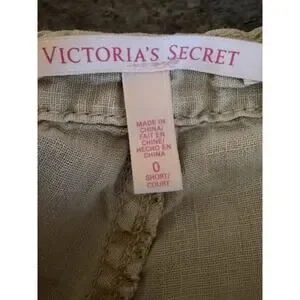 VICTORIA'S SECRET
MADE IN
CHINA/
FAIT EN
CHINE/
HECHO EN
CHINA
0
SHORT/
COURT